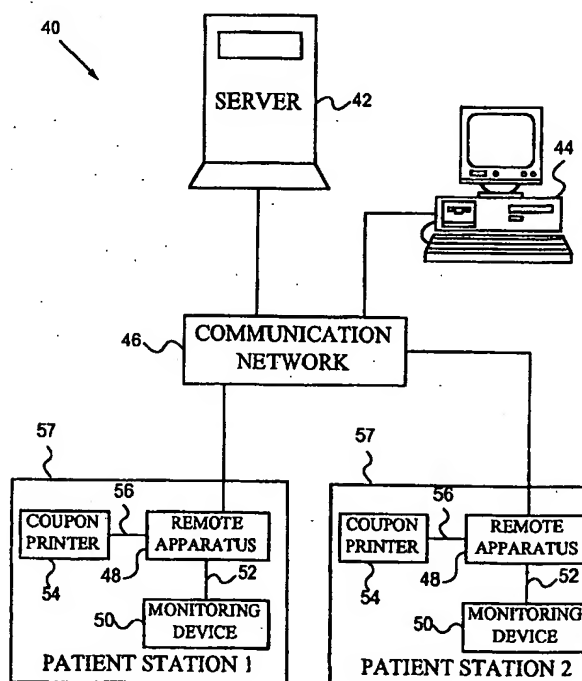 40
SERVER
42
44
46
COMMUNICATION
NETWORK
57
57
56
56
COUPON
PRINTER
REMOTE
APPARATUS
COUPON
PRINTER
REMOTE
APPARATUS
54
48
52
54
48
52
50
MONITORING
DEVICE
50
MONITORING
DEVICE
PATIENT STATION 1
PATIENT STATION 2